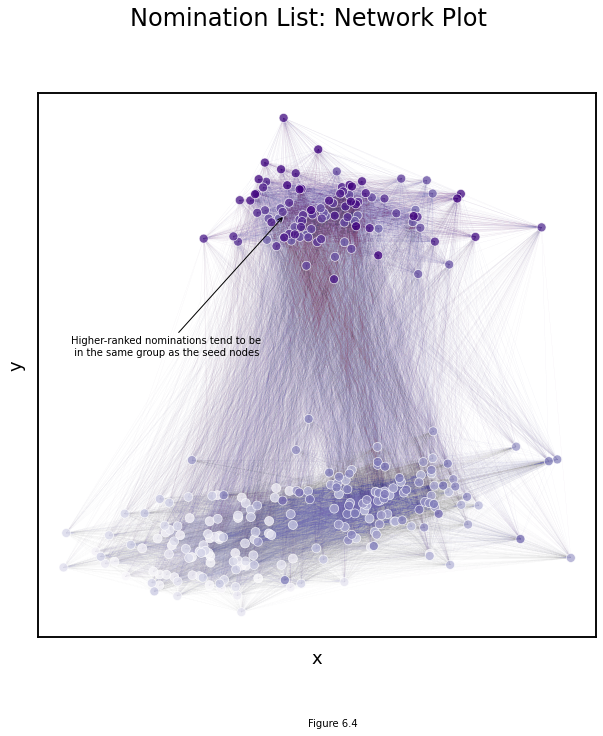 Nomination List: Network Plot
Higher-ranked nominations tend to be
in the same group as the seed nodes
y
x
Figure 6.4